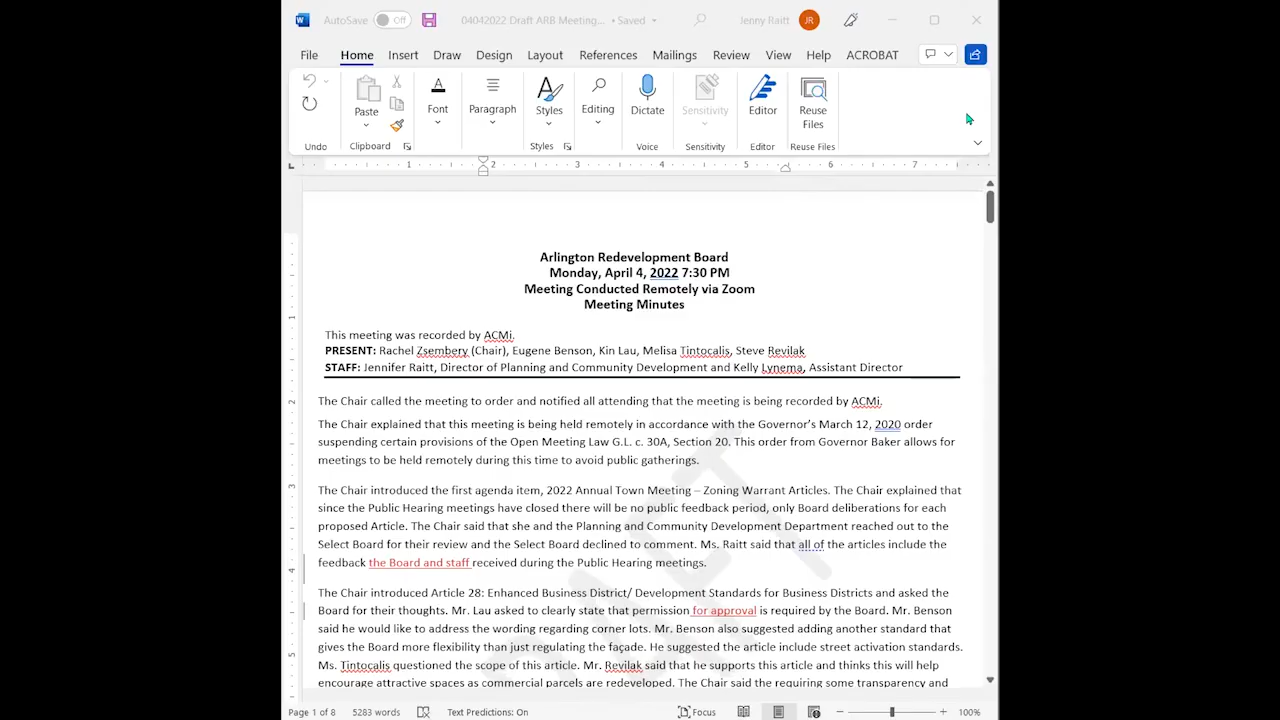 AutoSave Off 04042022 Draft ARB Meeting... • Saved Jenny Raitt JR
File Home Insert Draw Design Layout References Mailings Review View Help ACROBAT
Paste Font Paragraph Styles Editing Dictate Sensitivity Editor Reuse Files
Undo Clipboard Styles Voice Sensitivity Editor Reuse Files
1 2 3 4 5 6 7
Arlington Redevelopment Board
Monday, April 4, 2022 7:30 PM
Meeting Conducted Remotely via Zoom
Meeting Minutes
This meeting was recorded by ACMi.
PRESENT: Rachel Zsembery (Chair), Eugene Benson, Kin Lau, Melisa Tintocalis, Steve Revilak
STAFF: Jennifer Raitt, Director of Planning and Community Development and Kelly Lynema, Assistant Director
The Chair called the meeting to order and notified all attending that the meeting is being recorded by ACMi.
The Chair explained that this meeting is being held remotely in accordance with the Governor's March 12, 2020 order
suspending certain provisions of the Open Meeting Law G.L. c. 30A, Section 20. This order from Governor Baker allows for
meetings to be held remotely during this time to avoid public gatherings.
The Chair introduced the first agenda item, 2022 Annual Town Meeting – Zoning Warrant Articles. The Chair explained that
since the Public Hearing meetings have closed there will be no public feedback period, only Board deliberations for each
proposed Article. The Chair said that she and the Planning and Community Development Department reached out to the
Select Board for their review and the Select Board declined to comment. Ms. Raitt said that all of the articles include the
feedback the Board and staff received during the Public Hearing meetings.
The Chair introduced Article 28: Enhanced Business District/ Development Standards for Business Districts and asked the
Board for their thoughts. Mr. Lau asked to clearly state that permission for approval is required by the Board. Mr. Benson
said he would like to address the wording regarding corner lots. Mr. Benson also suggested adding another standard that
gives the Board more flexibility than just regulating the façade. He suggested the article include street activation standards.
Ms. Tintocalis questioned the scope of this article. Mr. Revilak said that he supports this article and thinks this will help
encourage attractive spaces as commercial parcels are redeveloped. The Chair said the requiring some transparency and
Page 1 of 8 5283 words Text Predictions: On Focus 100%